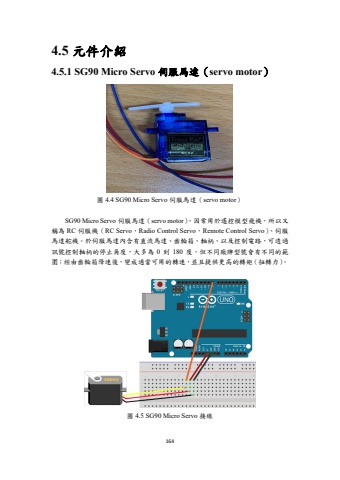 4.5 元件介紹
4.5.1 SG90 Micro Servo 伺服馬達（servo motor）
圖 4.4 SG90 Micro Servo 伺服馬達（servo motor）
SG90 Micro Servo 伺服馬達（servo motor），因常用於遙控模型飛機，所以又
稱為 RC 伺服機（RC Servo，Radio Control Servo，Remote Control Servo）、伺服
馬達舵機，於伺服馬達內含有直流馬達、齒輪箱、軸柄、以及控制電路，可透過
訊號控制軸柄的停止角度，大多為 0 到 180 度，但不同廠牌型號會有不同的範
圍；經由齒輪箱降速後，變成適當可用的轉速，並且提供更高的轉矩（扭轉力）。
UNO
圖 4.5 SG90 Micro Servo 接線
164